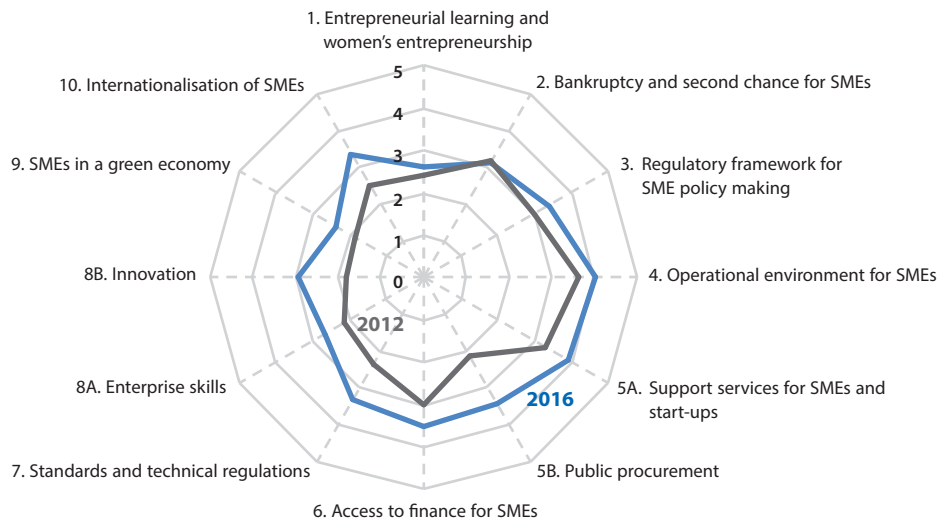 1. Entrepreneurial learning and
women’s entrepreneurship
2. Bankruptcy and second chance for SMEs
3. Regulatory framework for
SME policy making
4. Operational environment for SMEs
5A. Support services for SMEs and
start-ups
5B. Public procurement
6. Access to finance for SMEs
7. Standards and technical regulations
8A. Enterprise skills
8B. Innovation
9. SMEs in a green economy
10. Internationalisation of SMEs
5
4
3
2
1
0
2012
2016